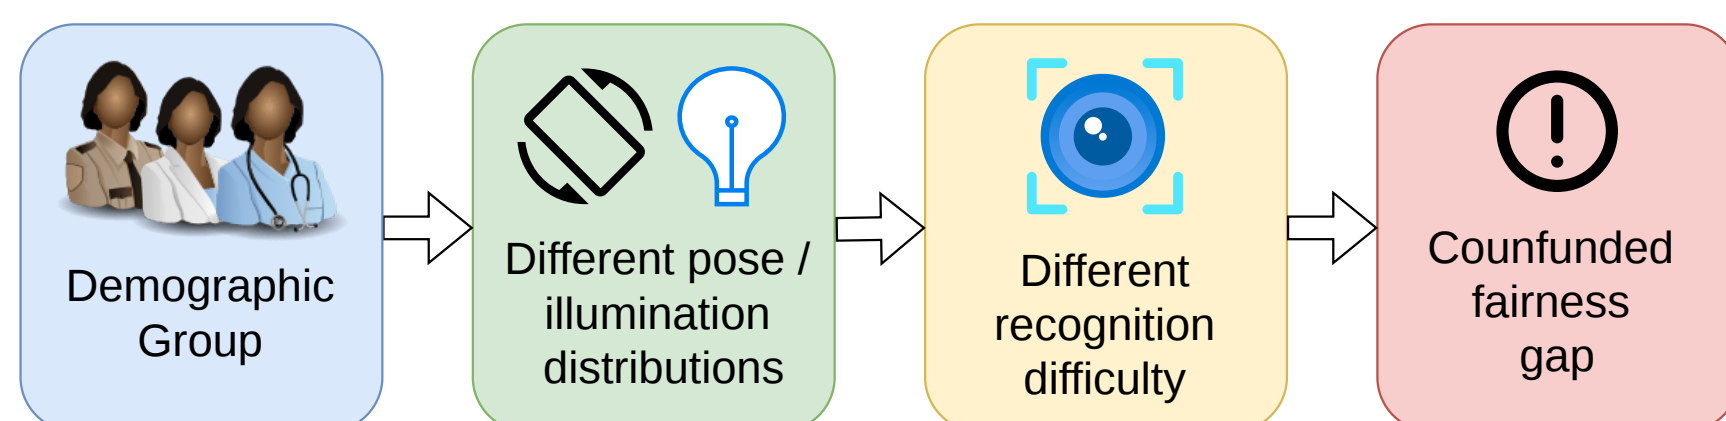 Demographic
Group
Different pose /
illumination
distributions
Different
recognition
difficulty
Counfunded
fairness
gap